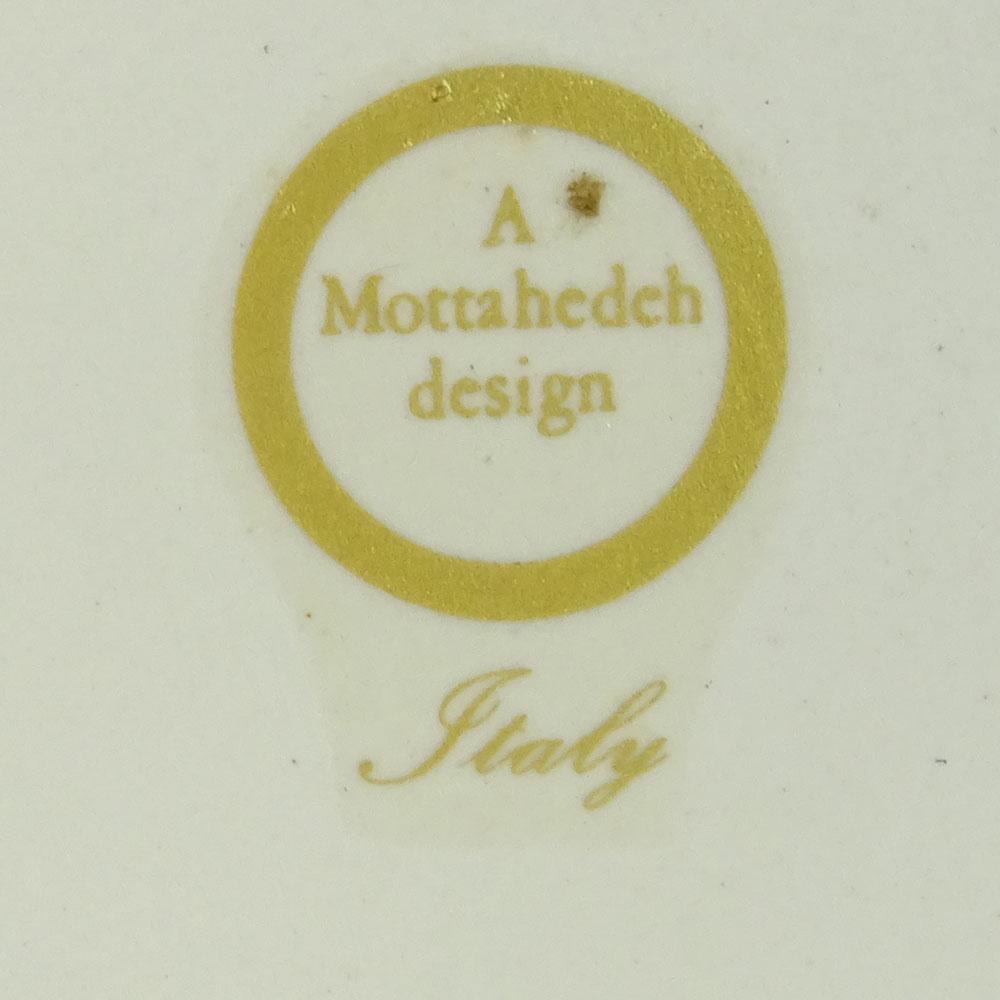 A
Mottahedeh
design
Italy